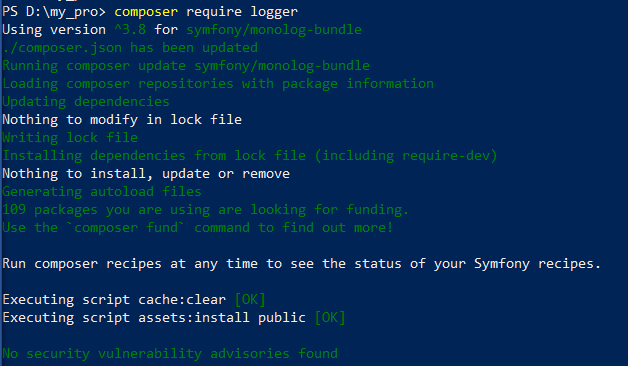 PS D:\my_pro> composer require logger
Using version ^3.8 for symfony/monolog-bundle
./composer.json has been updated
Running composer update symfony/monolog-bundle
Loading composer repositories with package information
Updating dependencies
Nothing to modify in lock file
Writing lock file
Installing dependencies from lock file (including require-dev)
Nothing to install, update or remove
Generating autoload files
109 packages you are using are looking for funding.
Use the `composer fund` command to find out more!
Run composer recipes at any time to see the status of your Symfony recipes.
Executing script cache:clear [OK]
Executing script assets:install public [OK]
No security vulnerability advisories found